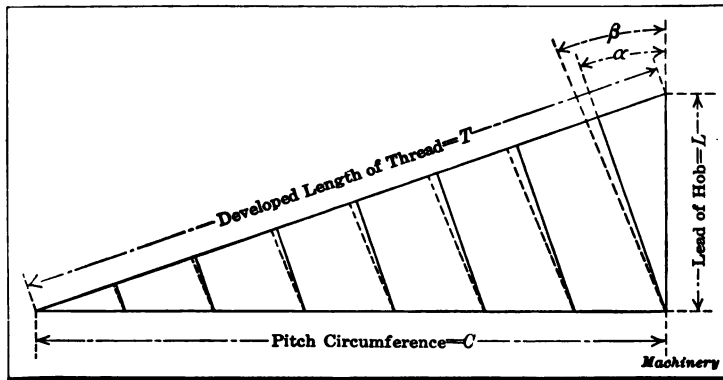 β
α
Developed Length of Thread=T
Lead of Hob=L
Pitch Circumference=C
Machinery